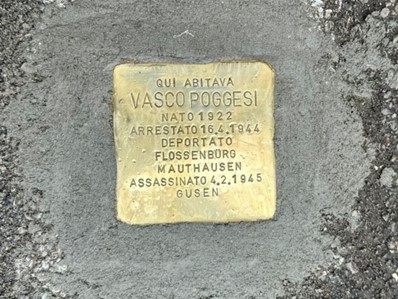 QUI ABITAVA
VASCO POGGESI
NATO 1922
ARRESTATO 16.4.1944
DEPORTATO
FLOSSENBÜRG
MAUTHAUSEN
ASSASSINATO 4.2.1945
GUSEN